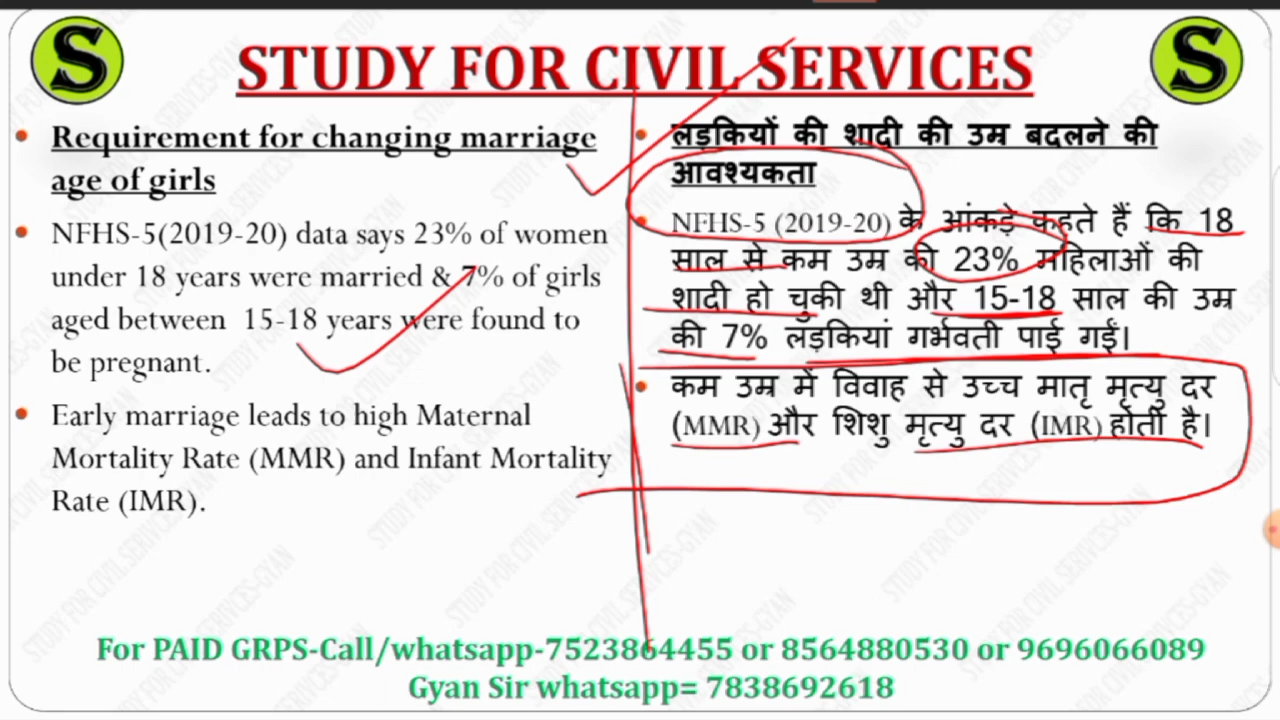 S
STUDY FOR CIVIL SERVICES
S
Requirement for changing marriage
age of girls
NFHS-5(2019-20) data says 23% of women
under 18 years were married & 7% of girls
aged between 15-18 years were found to
be pregnant.
Early marriage leads to high Maternal
Mortality Rate (MMR) and Infant Mortality
Rate (IMR).
लड़कियों की शादी की उम्र बदलने की
आवश्यकता
NFHS-5 (2019-20) के आंकड़े कहते हैं कि 18
साल से कम उम्र की 23% महिलाओं की
शादी हो चुकी थी और 15-18 साल की उम्र
की 7% लड़कियां गर्भवती पाई गईं।
कम उम्र में विवाह से उच्च मातृ मृत्यु दर
(MMR) और शिशु मृत्यु दर (IMR) होती है।
For PAID GRPS-Call/whatsapp-7523864455 or 8564880530 or 9696066089
Gyan Sir whatsapp= 7838692618